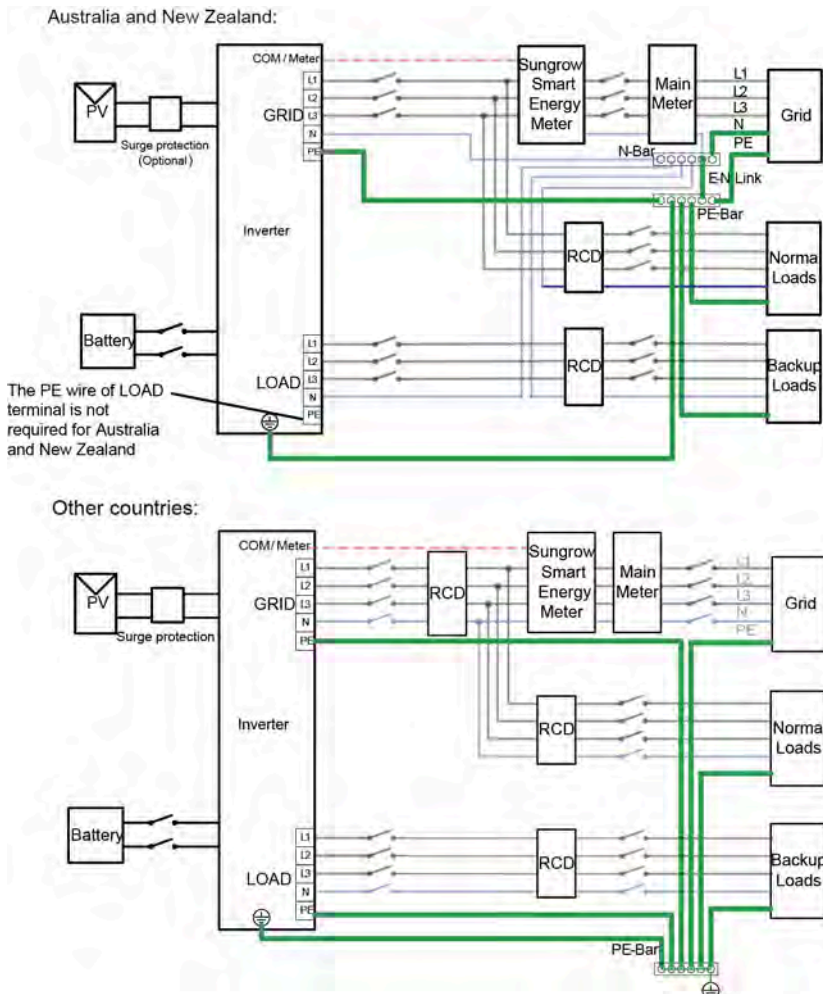 Australia and New Zealand:
COM/Meter
Sungrow
Smart
Energy
Meter
Main
Meter
L1
L2
L3
N
PE
Grid
PV
Surge protection
(Optional)
L1
L2
L3
N
PE
GRID
N-Bar
E-N Link
PE-Bar
Inverter
RCD
Norma
Loads
Battery
L1
L2
L3
N
PE
LOAD
RCD
Backup
Loads
The PE wire of LOAD
terminal is not
required for Australia
and New Zealand
Other countries:
COM/Meter
Sungrow
Smart
Energy
Meter
Main
Meter
L1
L2
L3
N
PE
Grid
PV
Surge protection
L1
L2
L3
N
PE
GRID
RCD
Inverter
RCD
Norma
Loads
Battery
L1
L2
L3
N
PE
LOAD
RCD
Backup
Loads
PE-Bar